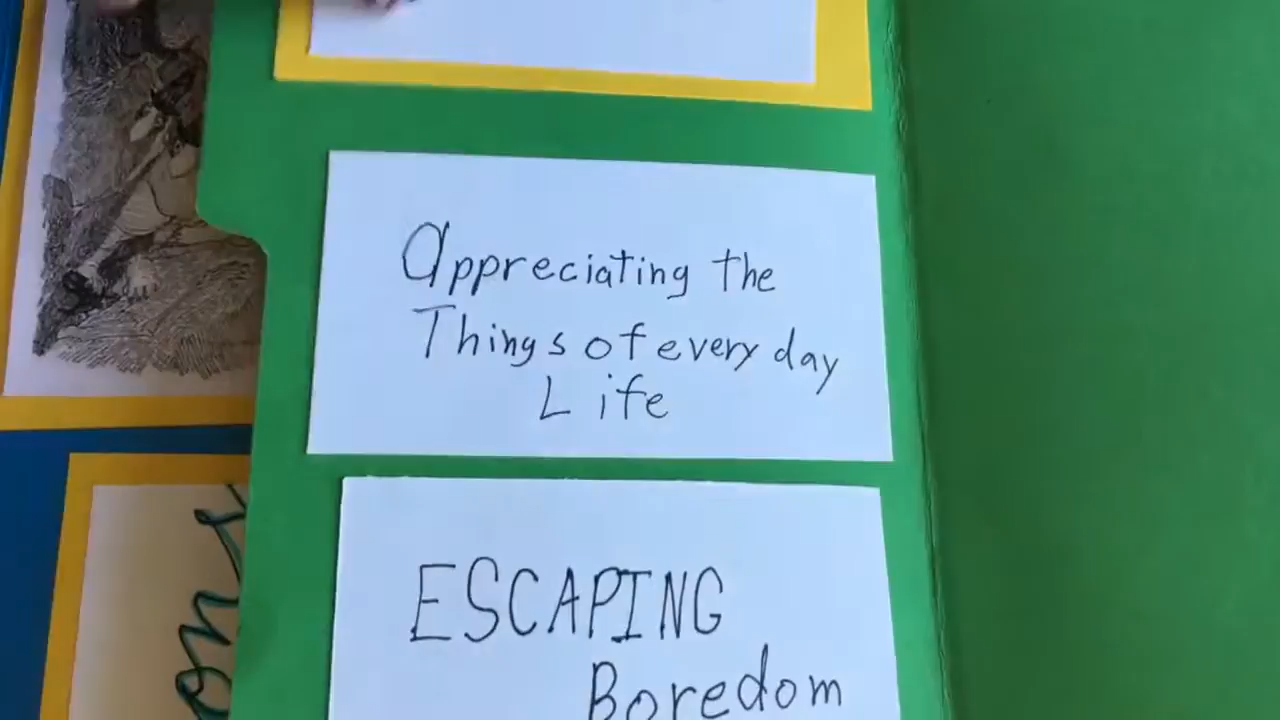 Appreciating the
Things of every day
Life
ESCAPING
Boredom